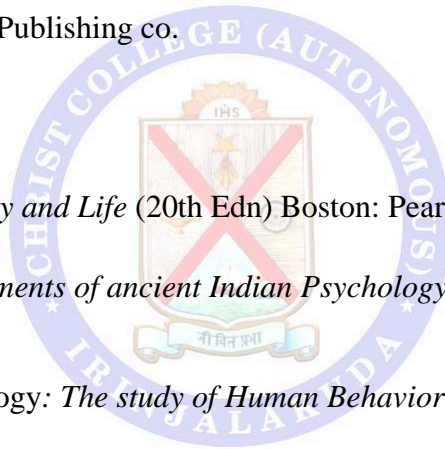 Publishing co.
CHRIST COLLEGE (AUTONOMOUS)
IHS
y and Life (20th Edn) Boston: Pear
ments of ancient Indian Psychology
जीवित प्रभा
ogy: The study of Human Behavior
IRINJALAKUDA